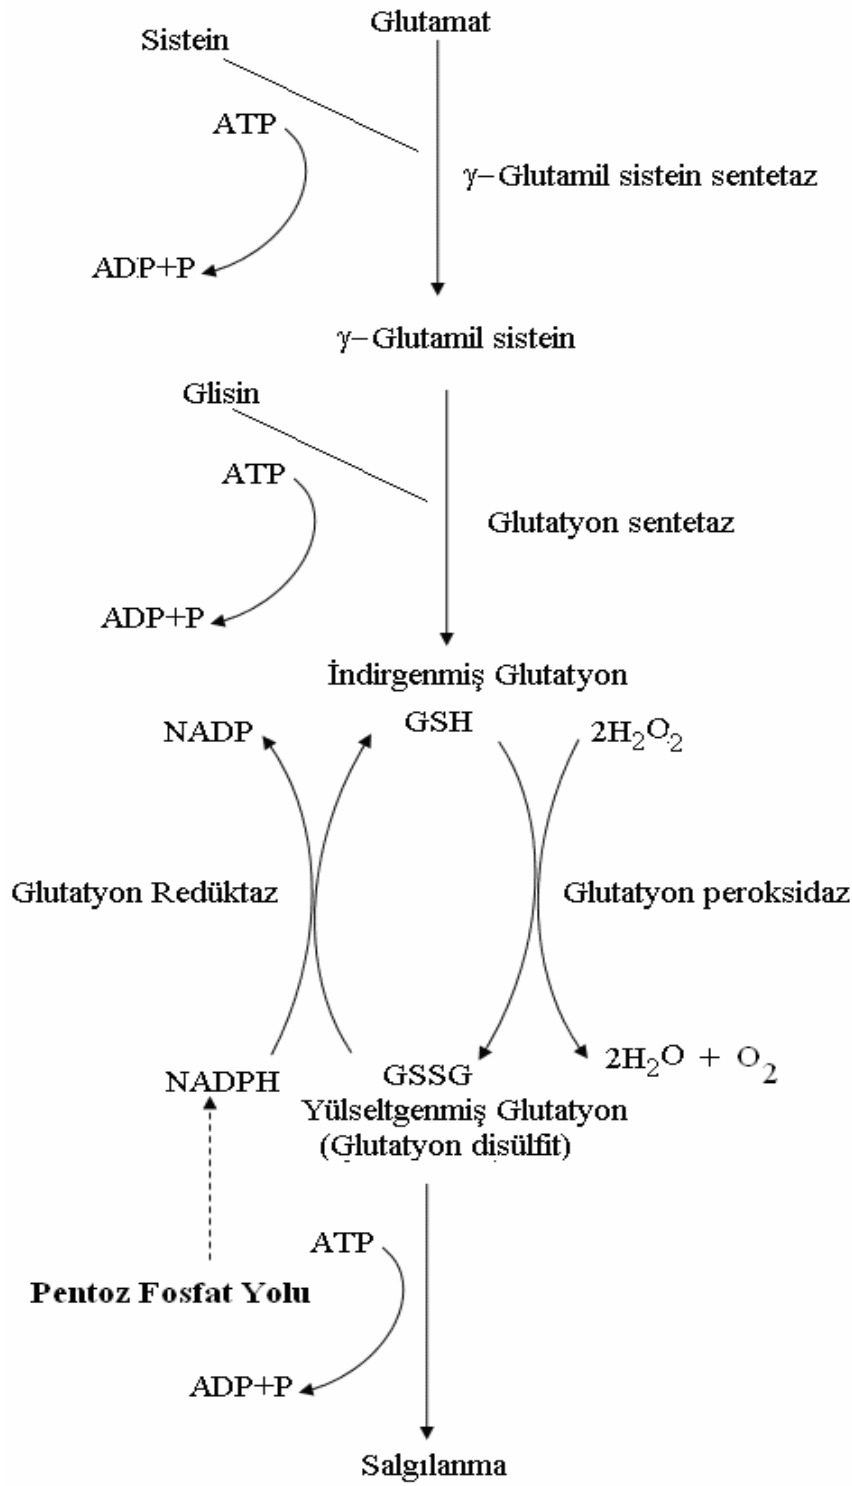 Glutamat
Sistein
ATP
γ–Glutamil sistein sentetaz
ADP+P
γ–Glutamil sistein
Glisin
ATP
Glutatyon sentetaz
ADP+P
İndirgenmiş Glutatyon
NADP
GSH
2H₂O₂
Glutatyon Redüktaz
Glutatyon peroksidaz
NADPH
GSSG
2H₂O + O₂
Yülseltgenmiş Glutatyon
(Glutatyon disülfit)
ATP
Pentoz Fosfat Yolu
ADP+P
Salgılanma